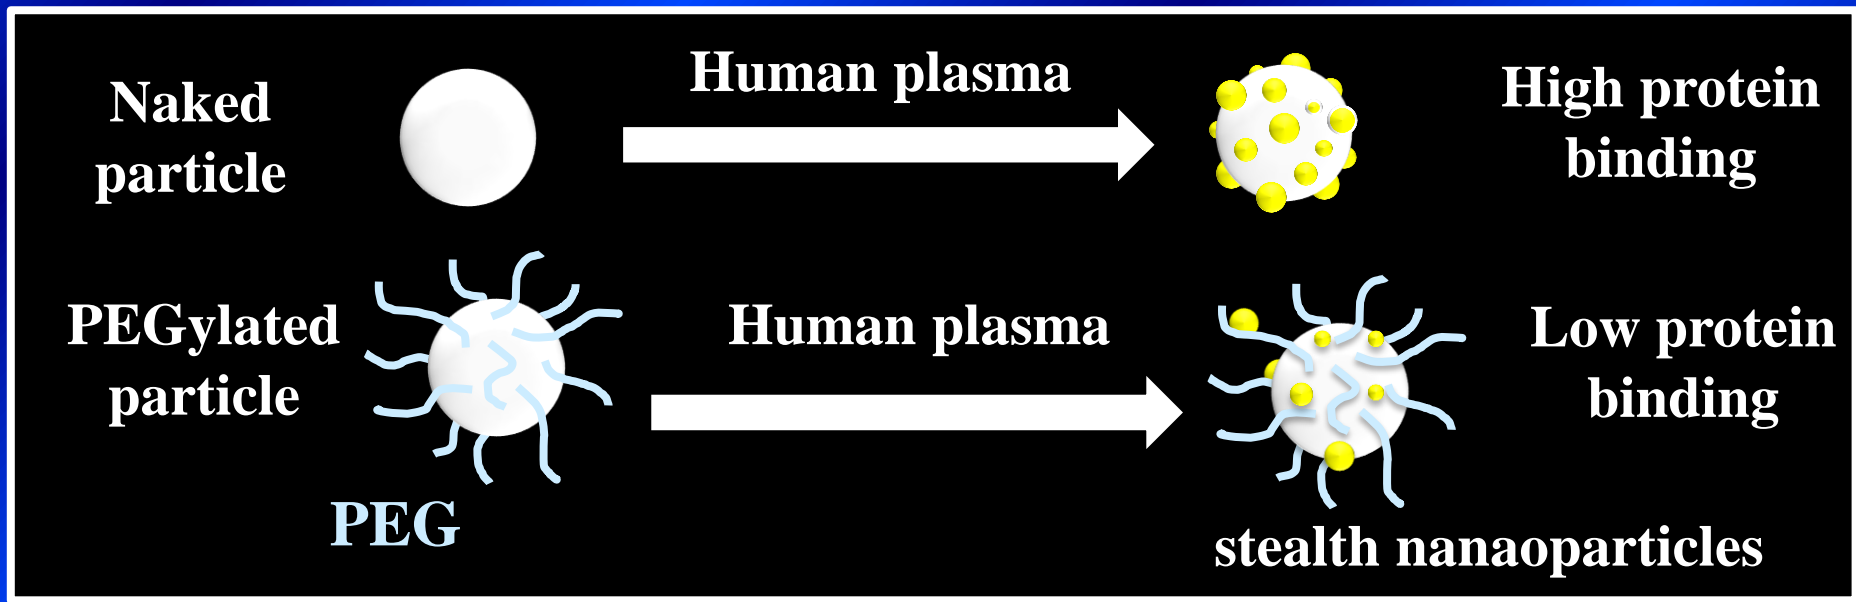 Naked
particle
Human plasma
High protein
binding
PEGylated
particle
Human plasma
Low protein
binding
PEG
stealth nanaoparticles